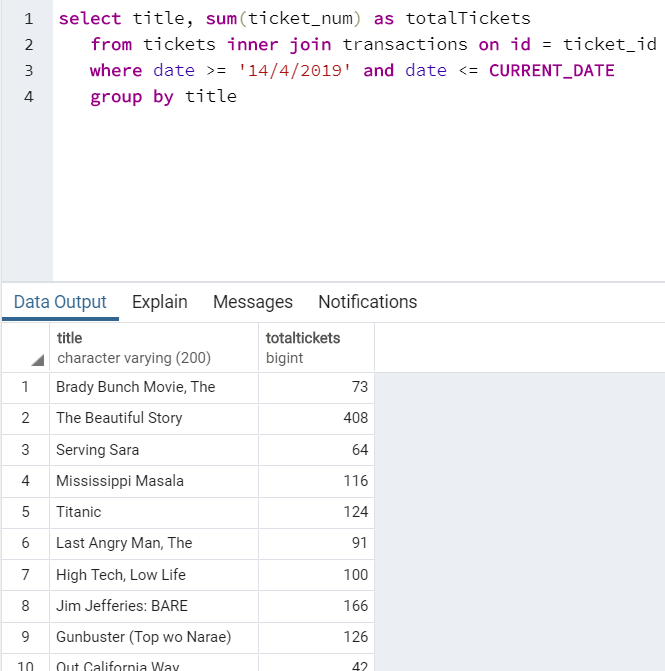 1 select title, sum(ticket_num) as totalTickets
2 from tickets inner join transactions on id = ticket_id
3 where date >= '14/4/2019' and date <= CURRENT_DATE
4 group by title
Data Output Explain Messages Notifications
title totaltickets
character varying (200) bigint
1 Brady Bunch Movie, The 73
2 The Beautiful Story 408
3 Serving Sara 64
4 Mississippi Masala 116
5 Titanic 124
6 Last Angry Man, The 91
7 High Tech, Low Life 100
8 Jim Jefferies: BARE 166
9 Gunbuster (Top wo Narae) 126
10 Out California Way 42